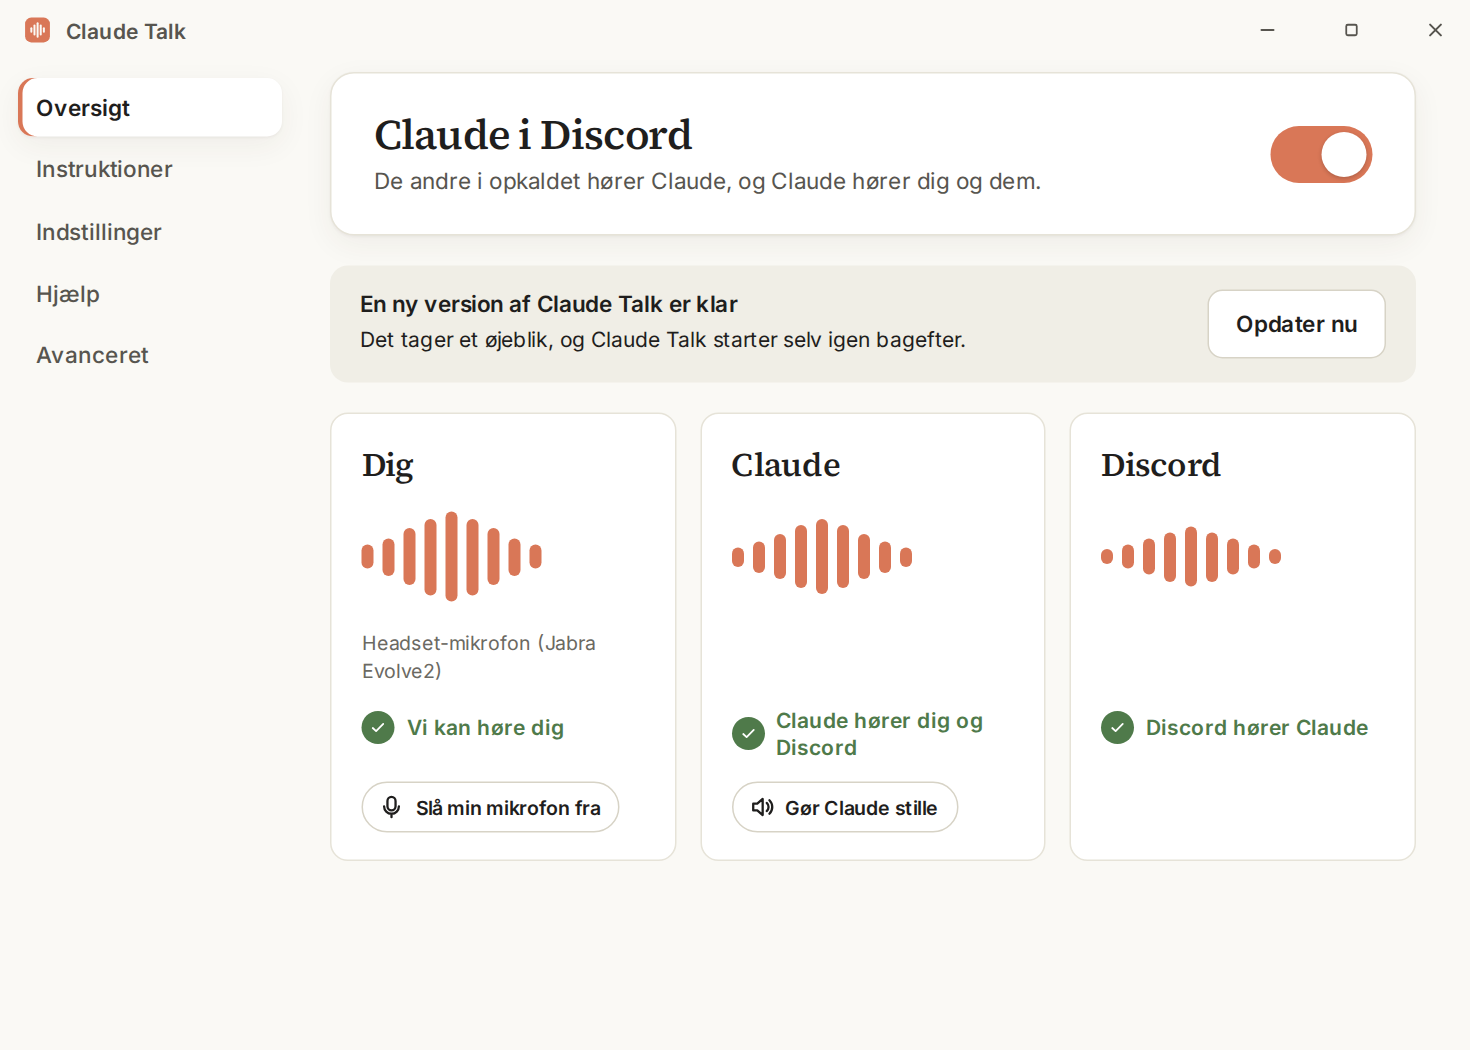 Claude Talk
Oversigt
Instruktioner
Indstillinger
Hjælp
Avanceret
Claude i Discord
De andre i opkaldet hører Claude, og Claude hører dig og dem.
En ny version af Claude Talk er klar
Det tager et øjeblik, og Claude Talk starter selv igen bagefter.
Opdater nu
Dig
Headset-mikrofon (Jabra
Evolve2)
Vi kan høre dig
Slå min mikrofon fra
Claude
Claude hører dig og
Discord
Gør Claude stille
Discord
Discord hører Claude